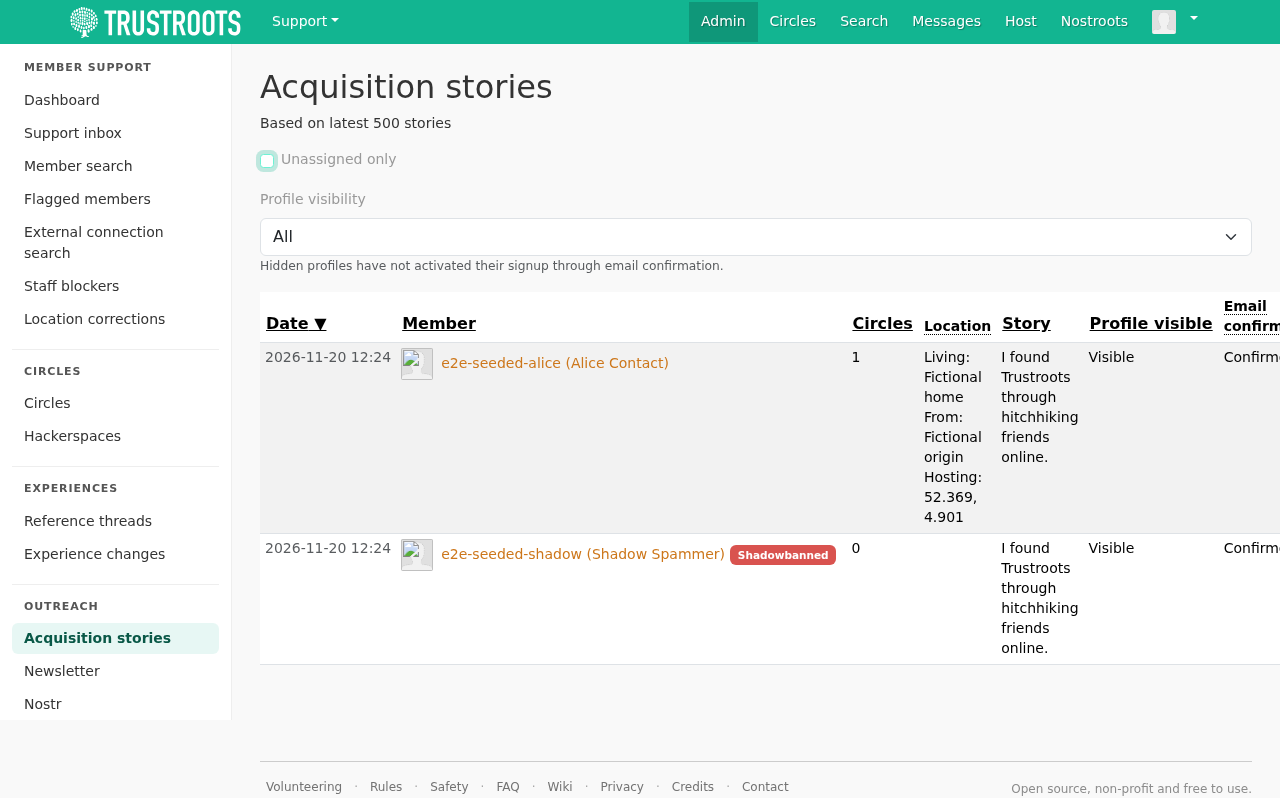 TRUSTROOTS Support Admin Circles Search Messages Host Nostroots
MEMBER SUPPORT
Dashboard
Support inbox
Member search
Flagged members
External connection
search
Staff blockers
Location corrections
CIRCLES
Circles
Hackerspaces
EXPERIENCES
Reference threads
Experience changes
OUTREACH
Acquisition stories
Newsletter
Nostr
Acquisition stories
Based on latest 500 stories
Unassigned only
Profile visibility
All
Hidden profiles have not activated their signup through email confirmation.
Date ▼ Member Circles Location Story Profile visible Email
2026-11-20 12:24 e2e-seeded-alice (Alice Contact) 1 Living: I found Visible
Fictional Trustroots
home through
From: hitchhiking
Fictional friends
origin online.
Hosting:
52.369,
4.901
2026-11-20 12:24 e2e-seeded-shadow (Shadow Spammer) Shadowbanned 0 I found Visible
Trustroots
through
hitchhiking
friends
online.
Volunteering · Rules · Safety · FAQ · Wiki · Privacy · Credits · Contact
Open source, non-profit and free to use.